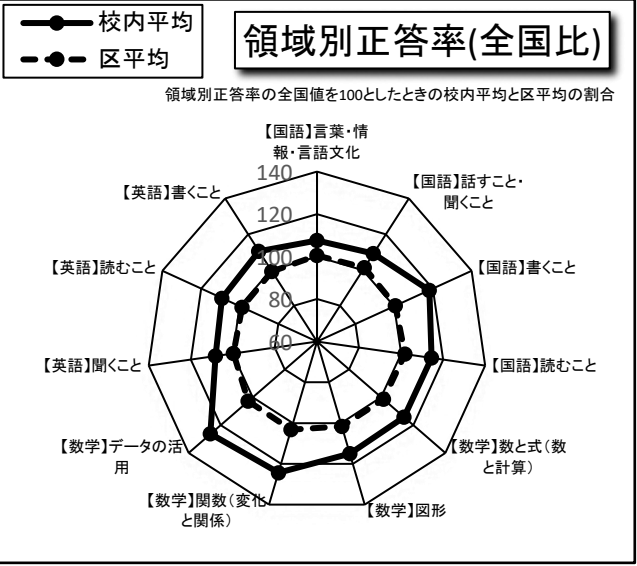 校内平均
区平均
領域別正答率(全国比)
領域別正答率の全国値を100としたときの校内平均と区平均の割合
【国語】言葉・情
報・言語文化
【国語】話すこと・
聞くこと
【国語】書くこと
【国語】読むこと
【数学】数と式(数
と計算)
【数学】図形
【数学】関数(変化
と関係)
【数学】データの活
用
【英語】聞くこと
【英語】読むこと
【英語】書くこと
140
120
100
80
60